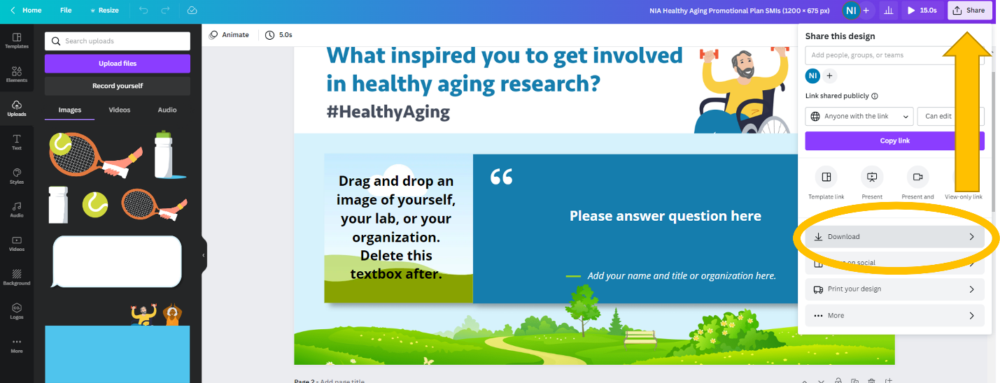 Home File Resize
NIA Healthy Aging Promotional Plan SMIs (1200 × 675 px)
NI + 15.0s Share
Templates
Elements
Uploads
Text
Styles
Audio
Videos
Background
CO.
Logos
More
Search uploads
Upload files
Record yourself
Images Videos Audio
Animate 5.0s
What inspired you to get involved
in healthy aging research?
#HealthyAging
Drag and drop an
image of yourself,
your lab, or your
organization.
Delete this
textbox after.
“
Please answer question here
Add your name and title or organization here.
Page 2 - Add page title
Share this design
Add people, groups, or teams
NI +
Link shared publicly
Anyone with the link Can edit
Copy link
Template link Present Present and View-only link
Download
on social
Print your design
More